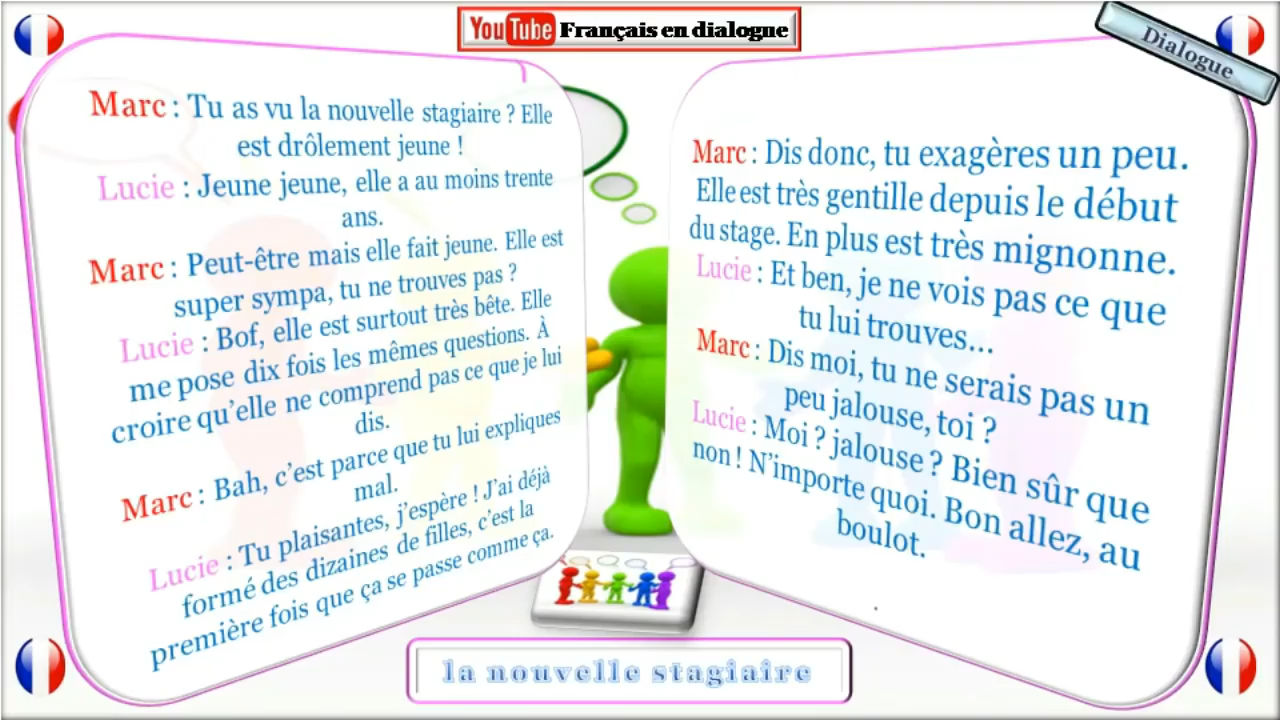 YouTube Français en dialogue
Dialogue
Marc : Tu as vu la nouvelle stagiaire ? Elle
est drôlement jeune !
Lucie : Jeune jeune, elle a au moins trente
ans.
Marc : Peut-être mais elle fait jeune. Elle est
super sympa, tu ne trouves pas ?
Lucie : Bof, elle est surtout très bête. Elle
me pose dix fois les mêmes questions. À
croire qu'elle ne comprend pas ce que je lui
dis.
Marc : Bah, c'est parce que tu lui expliques
mal.
Lucie : Tu plaisantes, j'espère ! J'ai déjà
formé des dizaines de filles, c'est la
première fois que ça se passe comme ça.
Marc : Dis donc, tu exagères un peu.
Elle est très gentille depuis le début
du stage. En plus est très mignonne.
Lucie : Et ben, je ne vois pas ce que
tu lui trouves...
Marc : Dis moi, tu ne serais pas un
peu jalouse, toi ?
Lucie : Moi ? jalouse ? Bien sûr que
non ! N'importe quoi. Bon allez, au
boulot.
la nouvelle stagiaire